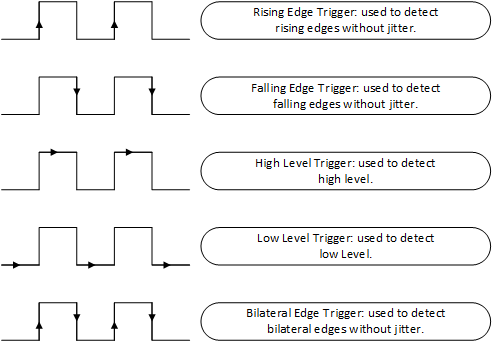 Rising Edge Trigger: used to detect
rising edges without jitter.
Falling Edge Trigger: used to detect
falling edges without jitter.
High Level Trigger: used to detect
high level.
Low Level Trigger: used to detect
low Level.
Bilateral Edge Trigger: used to detect
bilateral edges without jitter.